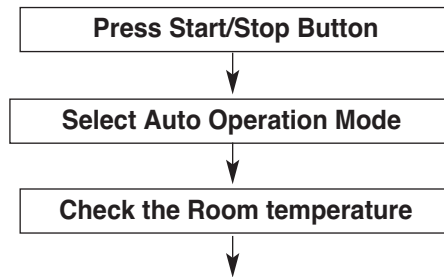 Press Start/Stop Button
Select Auto Operation Mode
Check the Room temperature